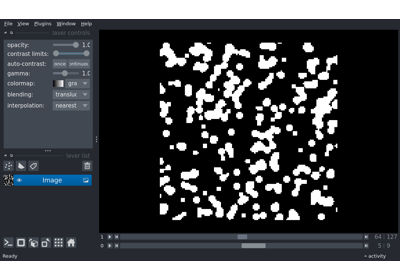 File View Plugins Window Help
layer controls
opacity: 1.0
contrast limits:
auto-contrast: once
gamma: 1.0
colormap: gra
blending: translu
interpolation: nearest
layer list
Image
1 64 127
0 5 9
Ready activity